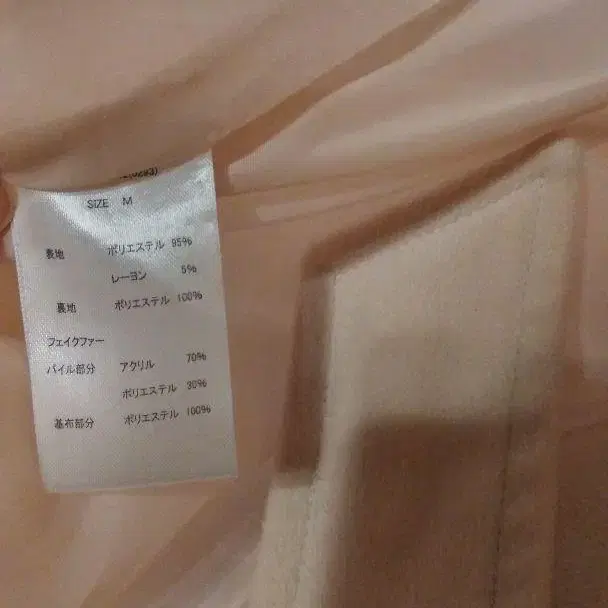 SIZE M
表地 ポリエステル 95%
レーヨン 5%
裏地 ポリエステル 100%
フェイクファー
パイル部分 アクリル 70%
ポリエステル 30%
基布部分 ポリエステル 100%